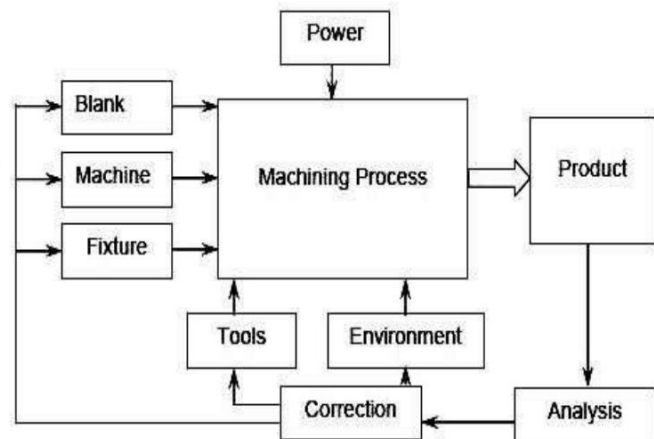 Power
Blank
Machining Process
Product
Machine
Fixture
Tools
Environment
Correction
Analysis